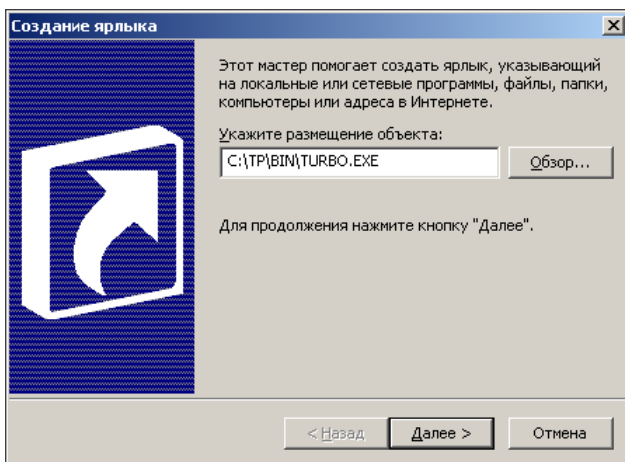 Создание ярлыка
Этот мастер помогает создать ярлык, указывающий
на локальные или сетевые программы, файлы, папки,
компьютеры или адреса в Интернете.
Укажите размещение объекта:
C:\TP\BIN\TURBO.EXE
Обзор...
Для продолжения нажмите кнопку "Далее".
< Назад Далее > Отмена